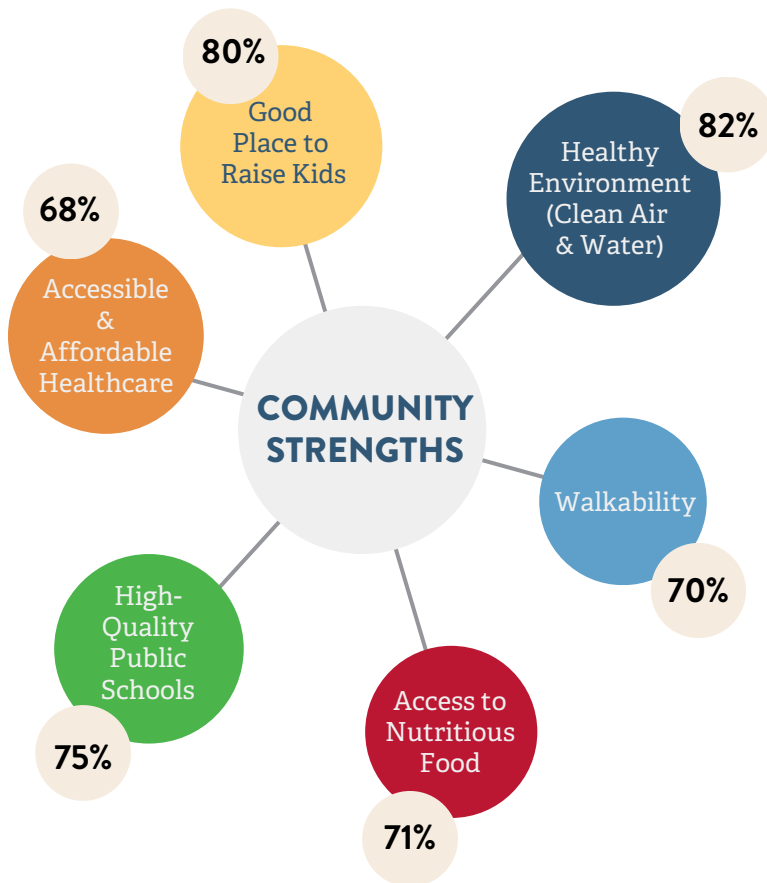 80%
Good
Place to
Raise Kids
82%
Healthy
Environment
(Clean Air
& Water)
68%
Accessible
&
Affordable
Healthcare
COMMUNITY
STRENGTHS
Walkability
70%
High-
Quality
Public
Schools
75%
Access to
Nutritious
Food
71%